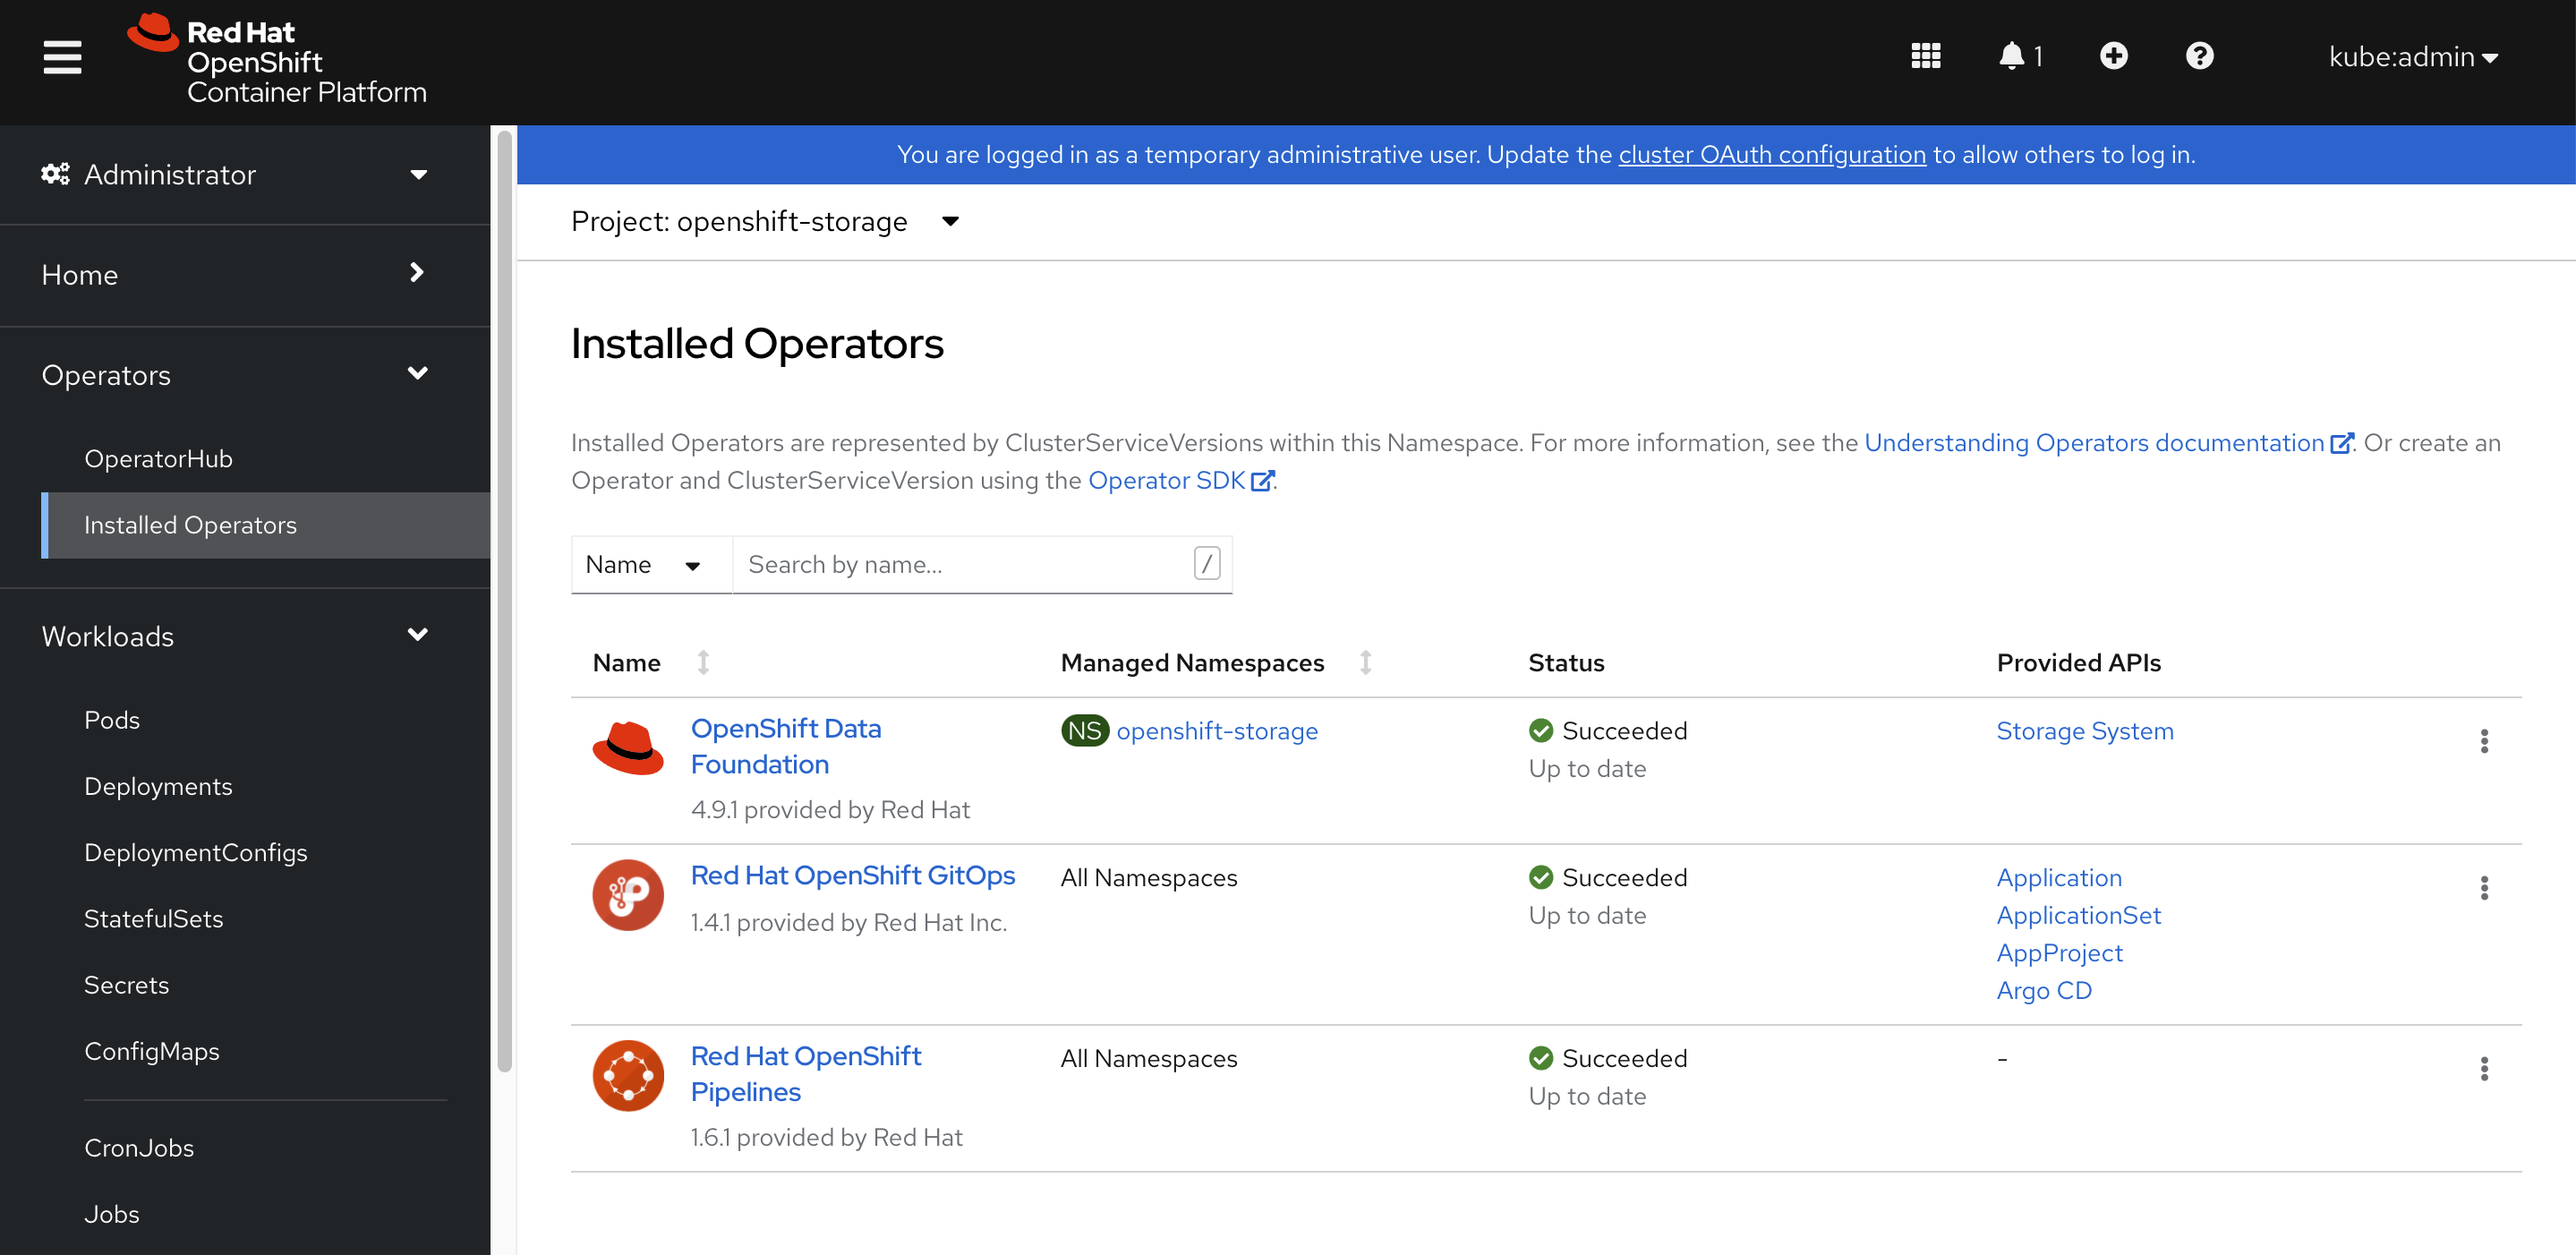 Red Hat
OpenShift
Container Platform
1
kube:admin
Administrator
Home
Operators
OperatorHub
Installed Operators
Workloads
Pods
Deployments
DeploymentConfigs
StatefulSets
Secrets
ConfigMaps
CronJobs
Jobs
You are logged in as a temporary administrative user. Update the cluster OAuth configuration to allow others to log in.
Project: openshift-storage
Installed Operators
Installed Operators are represented by ClusterServiceVersions within this Namespace. For more information, see the Understanding Operators documentation. Or create an
Operator and ClusterServiceVersion using the Operator SDK.
Name Search by name... /
Name Managed Namespaces Status Provided APIs
OpenShift Data
Foundation
4.9.1 provided by Red Hat
NS openshift-storage
Succeeded
Up to date
Storage System
Red Hat OpenShift GitOps
1.4.1 provided by Red Hat Inc.
All Namespaces
Succeeded
Up to date
Application
ApplicationSet
AppProject
Argo CD
Red Hat OpenShift
Pipelines
1.6.1 provided by Red Hat
All Namespaces
Succeeded
Up to date
-